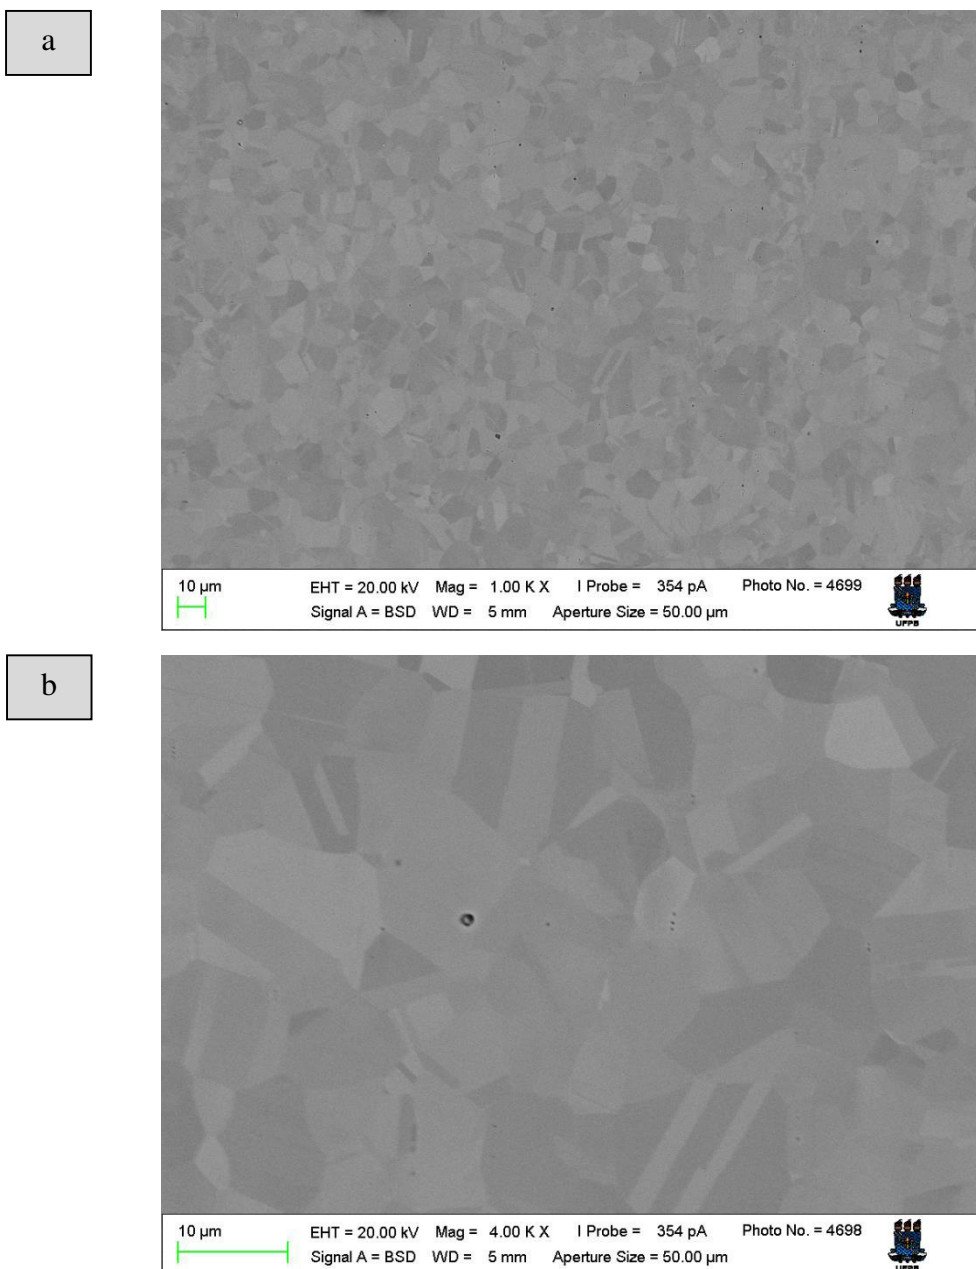 a
10 µm EHT = 20.00 kV Mag = 1.00 K X I Probe = 354 pA Photo No. = 4699
Signal A = BSD WD = 5 mm Aperture Size = 50.00 µm
UFPB
b
10 µm EHT = 20.00 kV Mag = 4.00 K X I Probe = 354 pA Photo No. = 4698
Signal A = BSD WD = 5 mm Aperture Size = 50.00 µm
UFPB